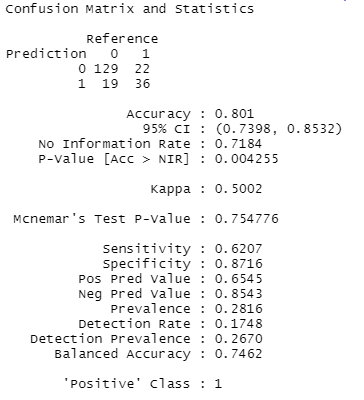 Confusion Matrix and Statistics
Reference
Prediction 0 1
0 129 22
1 19 36
Accuracy : 0.801
95% CI : (0.7398, 0.8532)
No Information Rate : 0.7184
P-Value [Acc > NIR] : 0.004255
Kappa : 0.5002
Mcnemar's Test P-Value : 0.754776
Sensitivity : 0.6207
Specificity : 0.8716
Pos Pred Value : 0.6545
Neg Pred Value : 0.8543
Prevalence : 0.2816
Detection Rate : 0.1748
Detection Prevalence : 0.2670
Balanced Accuracy : 0.7462
'Positive' Class : 1